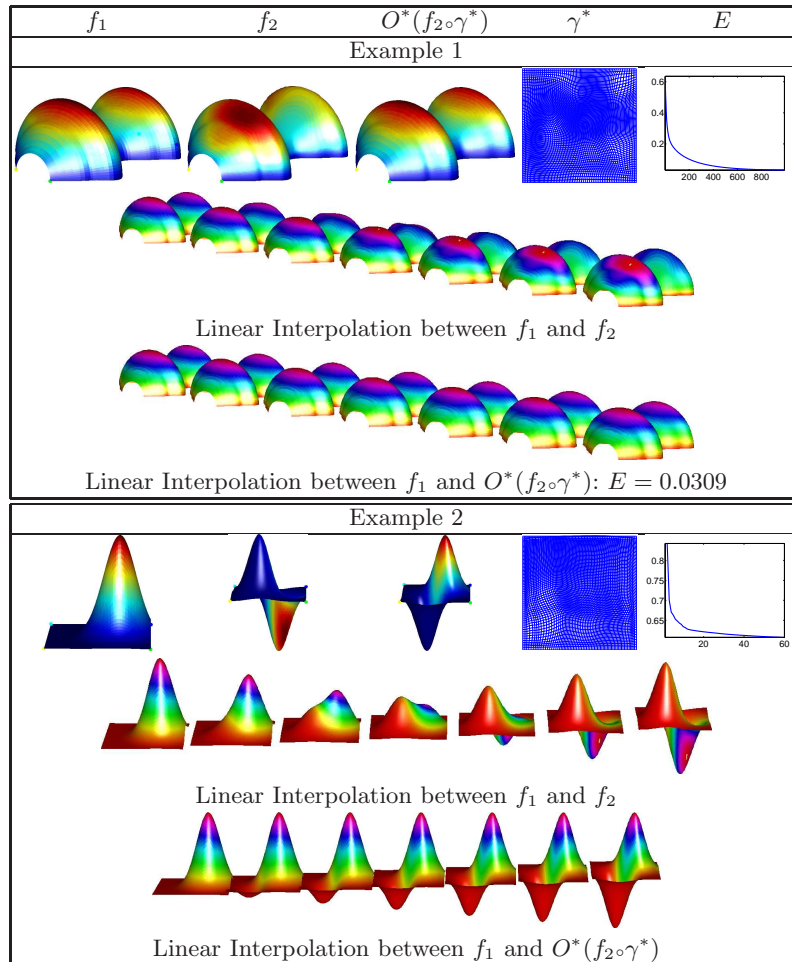 f₁ f₂ O*(f₂∘γ*) γ* E
Example 1
0.6
0.4
0.2
200 400 600 800
Linear Interpolation between f₁ and f₂
Linear Interpolation between f₁ and O*(f₂∘γ*): E = 0.0309
Example 2
0.8
0.75
0.7
0.65
20 40 60
Linear Interpolation between f₁ and f₂
Linear Interpolation between f₁ and O*(f₂∘γ*)